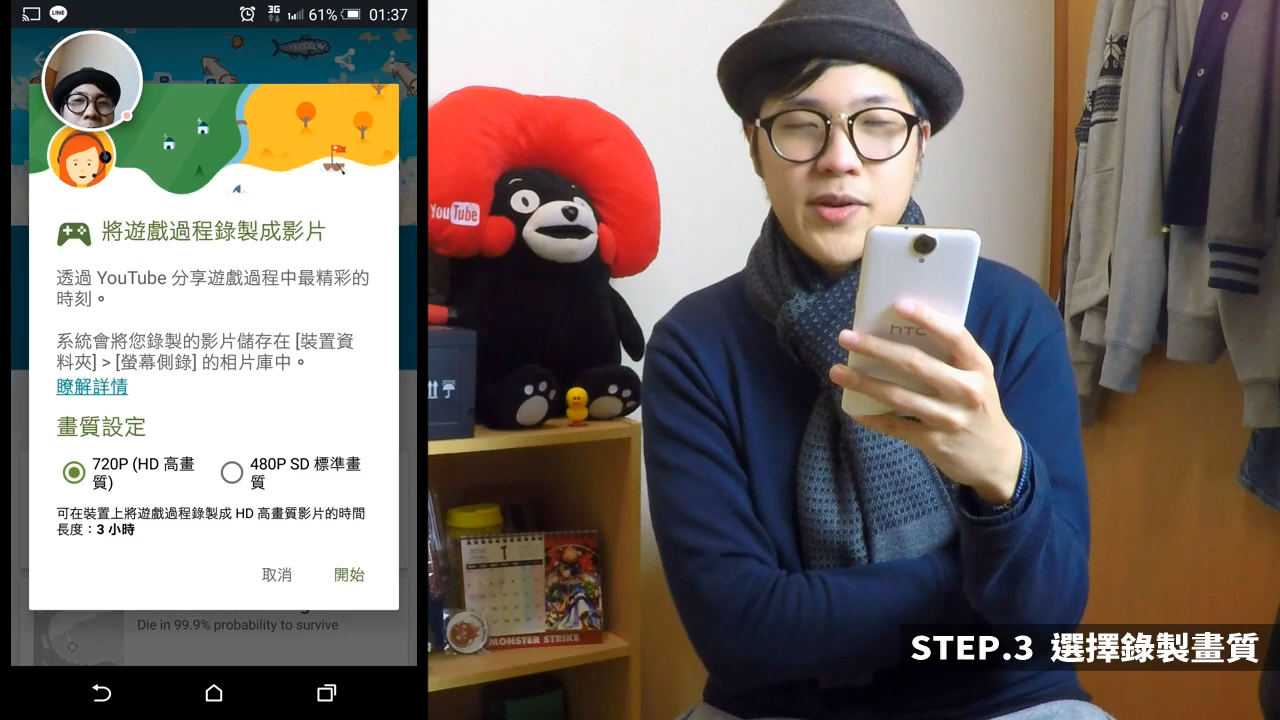 LINE
3G
61%
01:37
將遊戲過程錄製成影片
透過 YouTube 分享遊戲過程中最精彩的
時刻。
系統會將您錄製的影片儲存在 [裝置資
料夾] > [螢幕側錄] 的相片庫中。
瞭解詳情
畫質設定
720P (HD 高畫
質)
480P SD 標準畫
質
可在裝置上將遊戲過程錄製成 HD 高畫質影片的時間
長度：3 小時
取消
開始
Die in 99.9% probability to survive
YouTube
hTC
1
MONSTER STRIKE
STEP.3 選擇錄製畫質